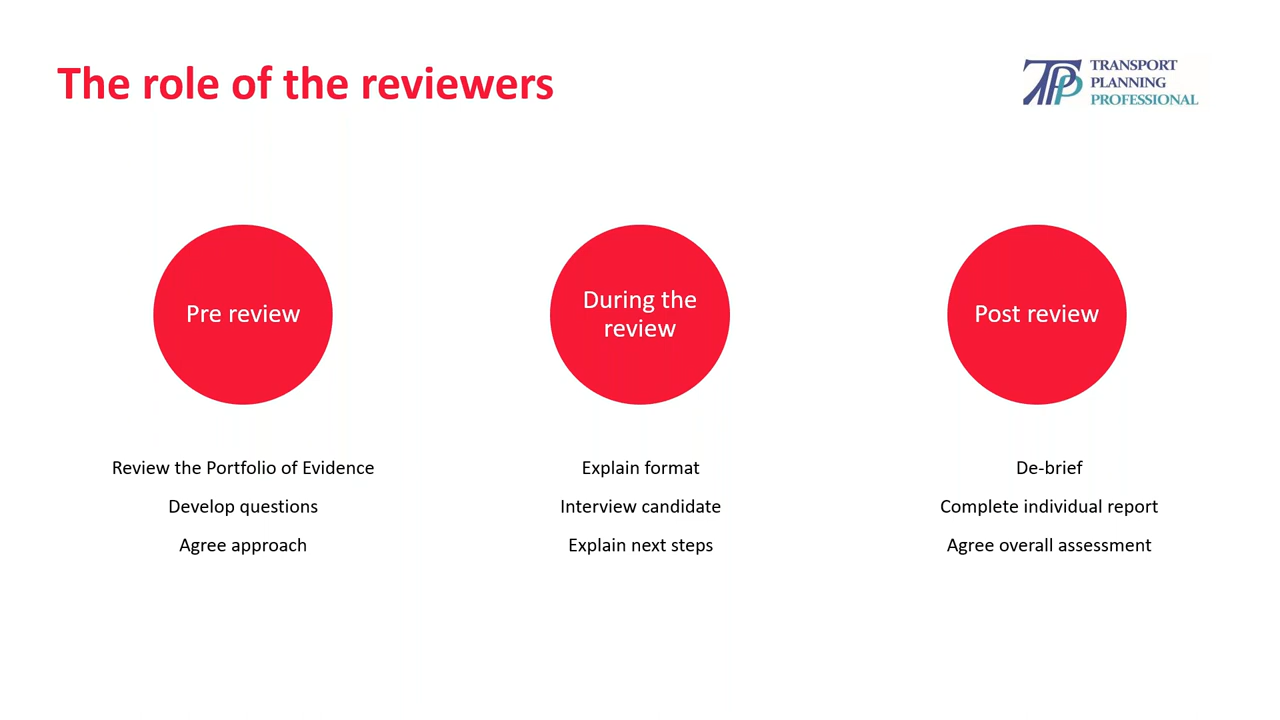 The role of the reviewers
TPP
TRANSPORT
PLANNING
PROFESSIONAL
Pre review
Review the Portfolio of Evidence
Develop questions
Agree approach
During the
review
Explain format
Interview candidate
Explain next steps
Post review
De-brief
Complete individual report
Agree overall assessment